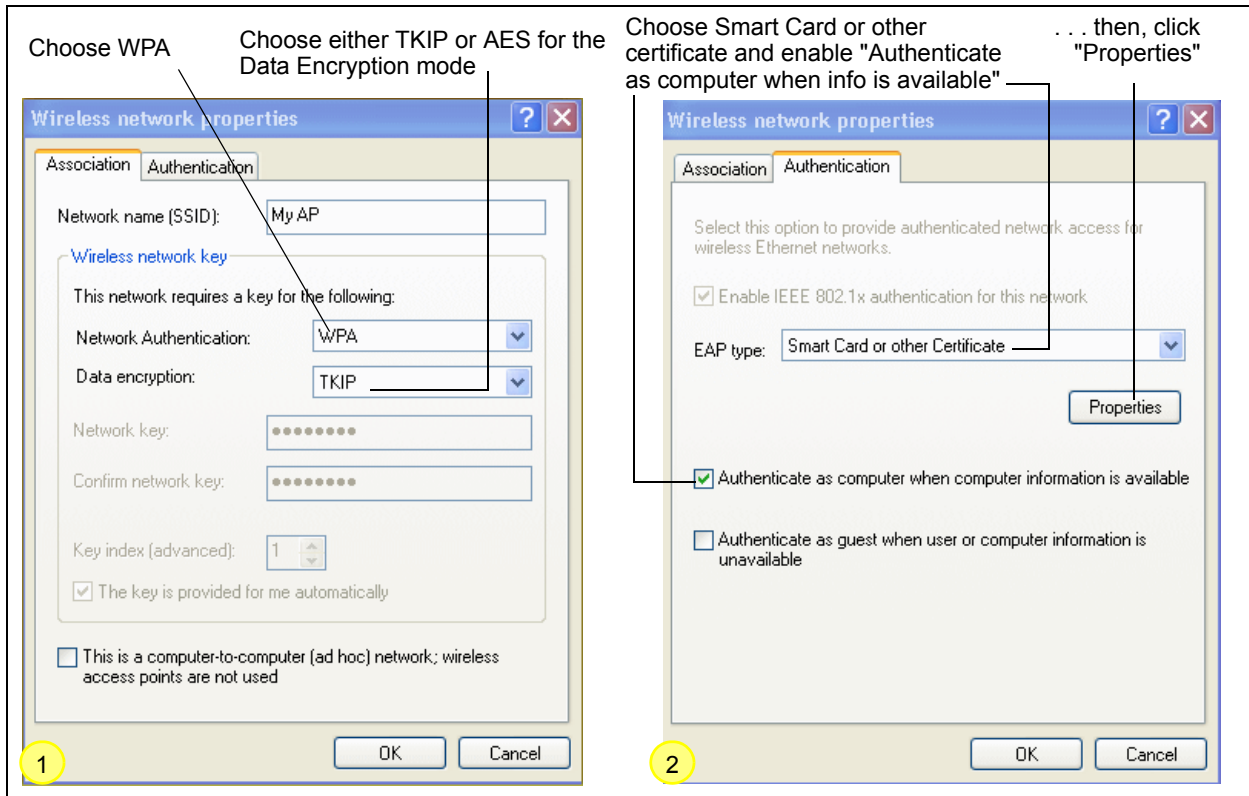 Choose WPA
Choose either TKIP or AES for the
Data Encryption mode
Choose Smart Card or other
certificate and enable "Authenticate
as computer when info is available"
. . . then, click
"Properties"
Wireless network properties
Association
Authentication
Network name (SSID):
My AP
Wireless network key
This network requires a key for the following:
Network Authentication:
WPA
Data encryption:
TKIP
Network key:
••••••••
Confirm network key:
••••••••
Key index (advanced):
1
The key is provided for me automatically
This is a computer-to-computer (ad hoc) network; wireless
access points are not used
OK
Cancel
1
Wireless network properties
Association
Authentication
Select this option to provide authenticated network access for
wireless Ethernet networks.
Enable IEEE 802.1x authentication for this network
EAP type:
Smart Card or other Certificate
Properties
Authenticate as computer when computer information is available
Authenticate as guest when user or computer information is
unavailable
OK
Cancel
2